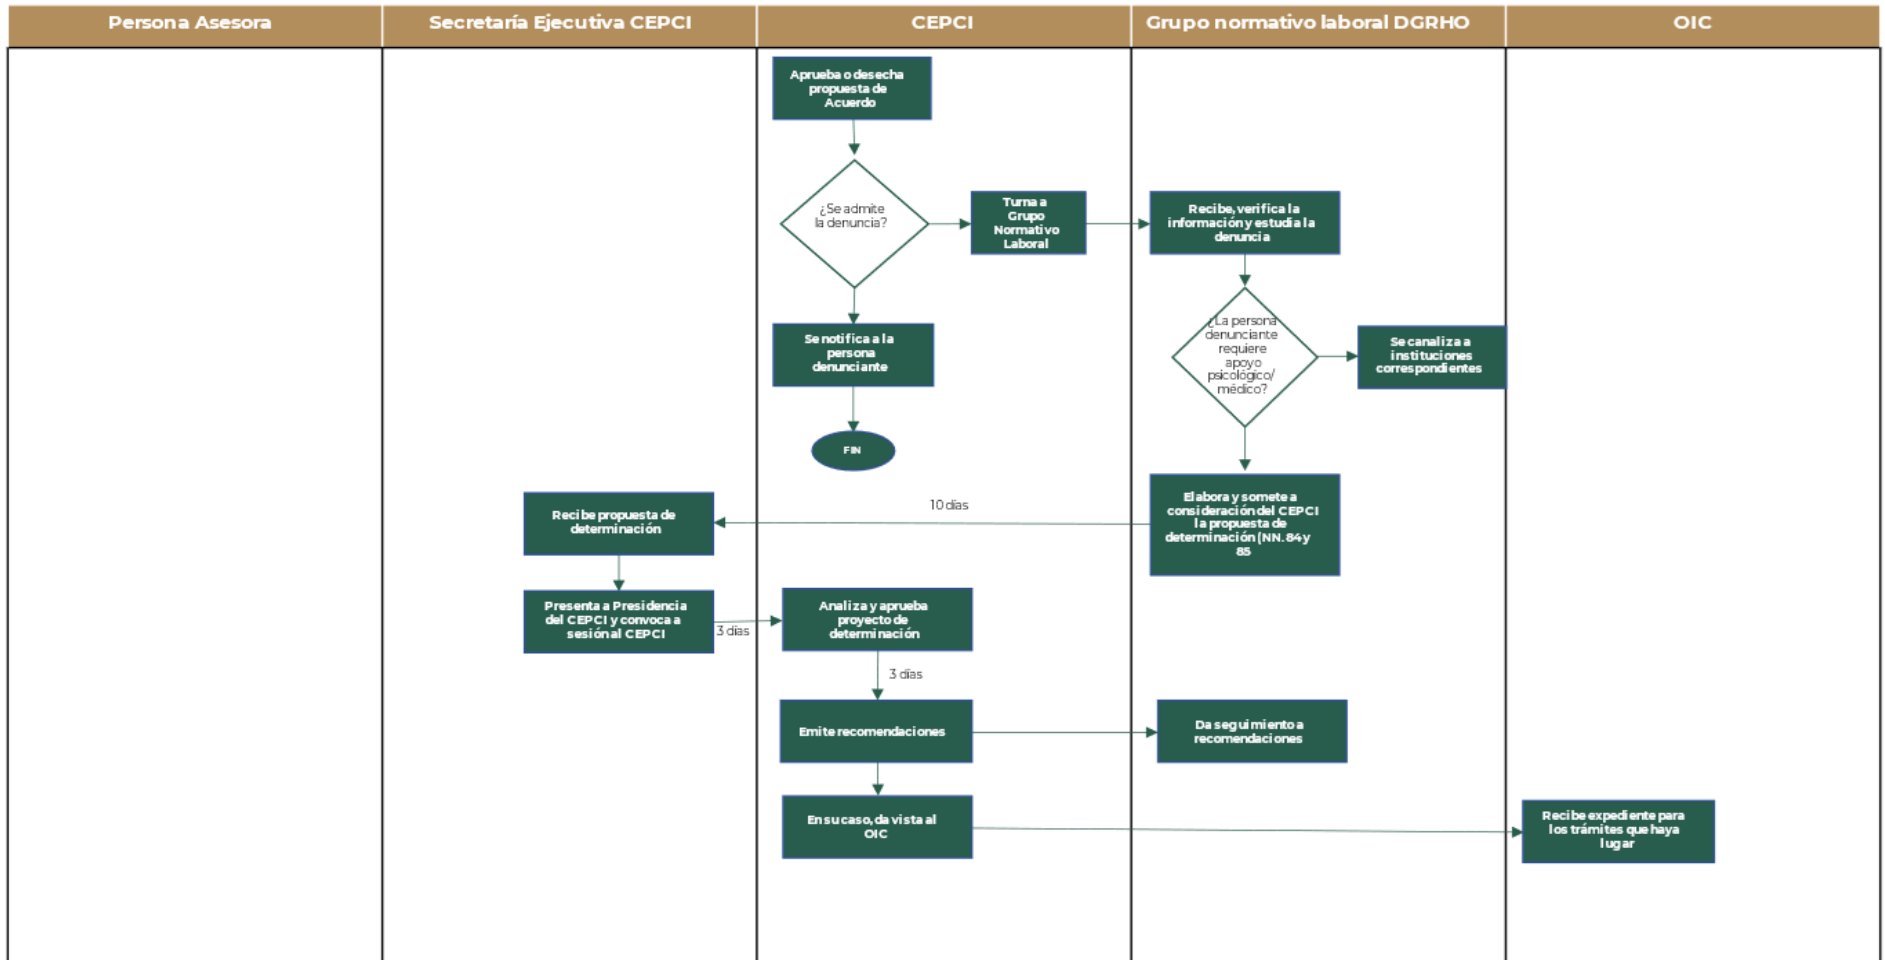 Persona Asesora
Secretaría Ejecutiva CEPCI
CEPCI
Grupo normativo laboral DGRHO
OIC
Aprueba o desecha
propuesta de
Acuerdo
¿Se admite
la denuncia?
Turna a
Grupo
Normativo
Laboral
Recibe, verifica la
información y estudia la
denuncia
Se notifica a la
persona
denunciante
¿La persona
denunciante
requiere
apoyo
psicológico/
médico?
Se canaliza a
instituciones
correspondientes
FIN
10 días
Elabora y somete a
consideración del CEPCI
la propuesta de
determinación (NN. 84 y
85
Recibe propuesta de
determinación
Presenta a Presidencia
del CEPCI y convoca a
sesión al CEPCI
3 días
Analiza y aprueba
proyecto de
determinación
3 días
Emite recomendaciones
Da seguimiento a
recomendaciones
En su caso, da vista al
OIC
Recibe expediente para
los trámites que haya
lugar